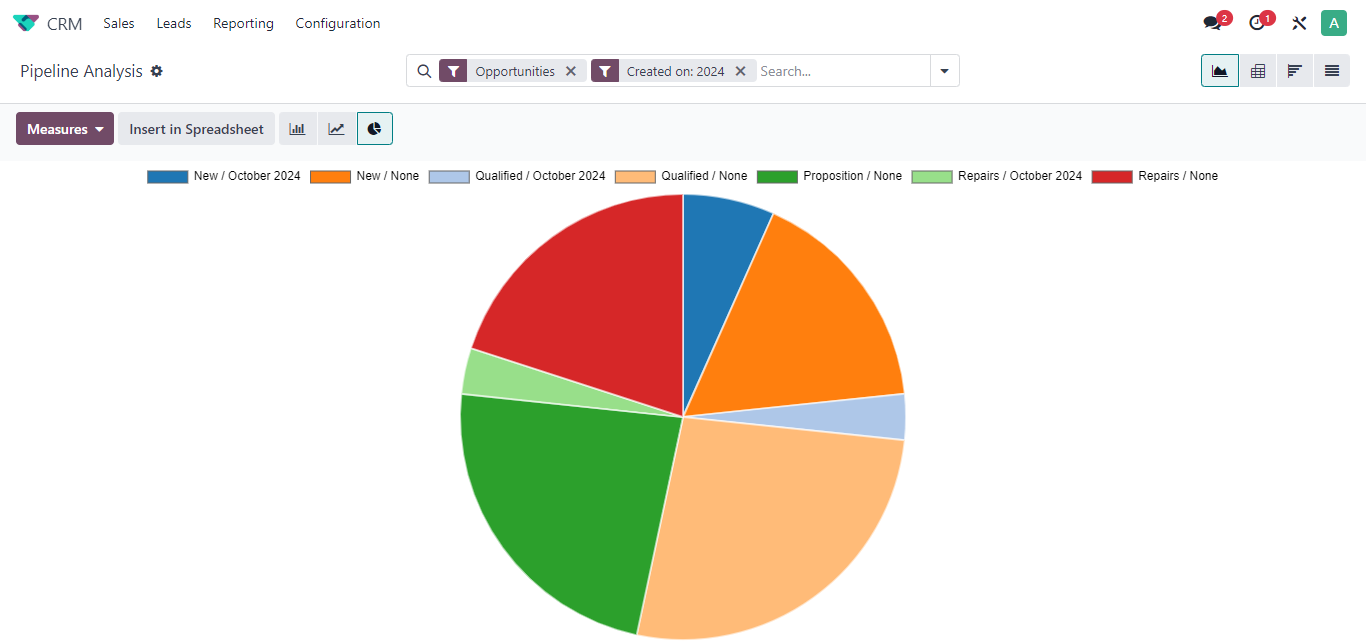 CRM Sales Leads Reporting Configuration 2 1 A
Pipeline Analysis Opportunities Created on: 2024 Search...
Measures Insert in Spreadsheet
New / October 2024 New / None Qualified / October 2024 Qualified / None Proposition / None Repairs / October 2024 Repairs / None